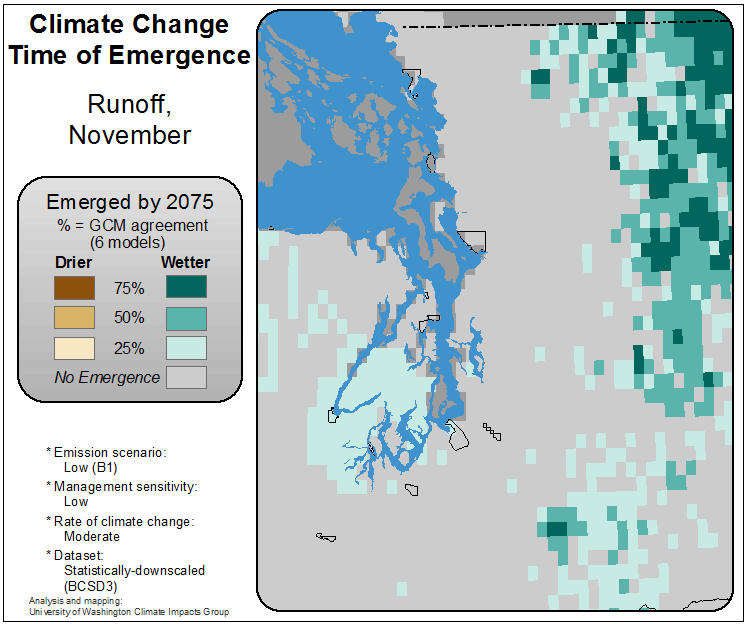 Climate Change
Time of Emergence
Runoff,
November
Emerged by 2075
% = GCM agreement
(6 models)
Drier Wetter
75%
50%
25%
No Emergence
* Emission scenario:
Low (B1)
* Management sensitivity:
Low
* Rate of climate change:
Moderate
* Dataset:
Statistically-downscaled
(BCSD3)
Analysis and mapping:
University of Washington Climate Impacts Group